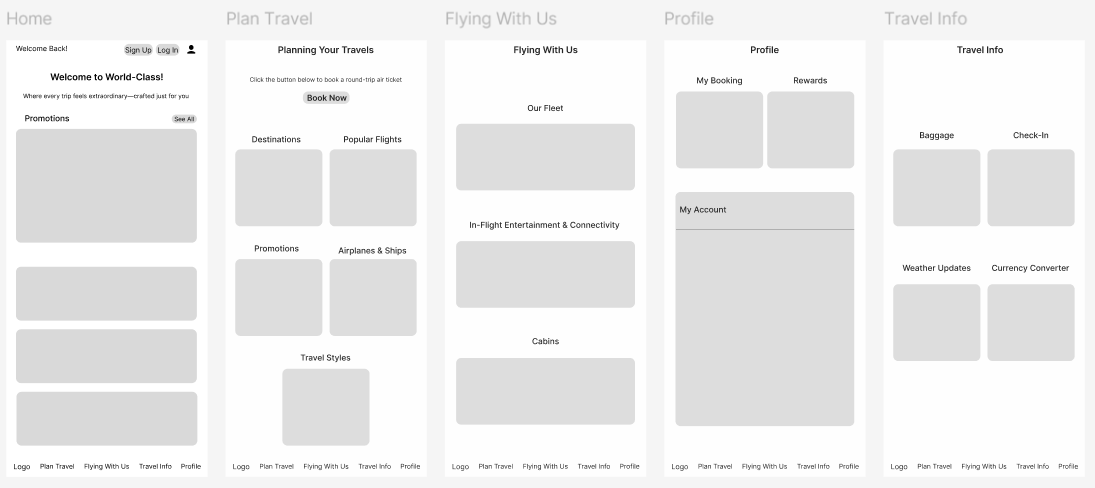 Home
Welcome Back!
Sign Up
Log In
Welcome to World-Class!
Where every trip feels extraordinary—crafted just for you
Promotions
See All
Logo Plan Travel Flying With Us Travel Info Profile
Plan Travel
Planning Your Travels
Click the button below to book a round-trip air ticket
Book Now
Destinations
Popular Flights
Promotions
Airplanes & Ships
Travel Styles
Logo Plan Travel Flying With Us Travel Info Profile
Flying With Us
Flying With Us
Our Fleet
In-Flight Entertainment & Connectivity
Cabins
Logo Plan Travel Flying With Us Travel Info Profile
Profile
Profile
My Booking
Rewards
My Account
Logo Plan Travel Flying With Us Travel Info Profile
Travel Info
Travel Info
Baggage
Check-In
Weather Updates
Currency Converter
Logo Plan Travel Flying With Us Travel Info Profile